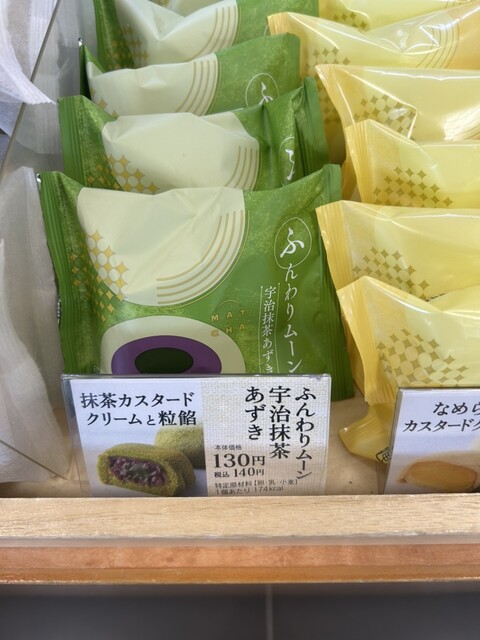 ふんわりムーン
宇治抹茶あずき
MAT
CHA
抹茶カスタード
クリームと粒餡
ふんわりムーン
宇治抹茶
あずき
本体価格
130円
税込 140円
特定原材料【卵・乳・小麦】
1個あたり 174kcal
なめら
カスタードク